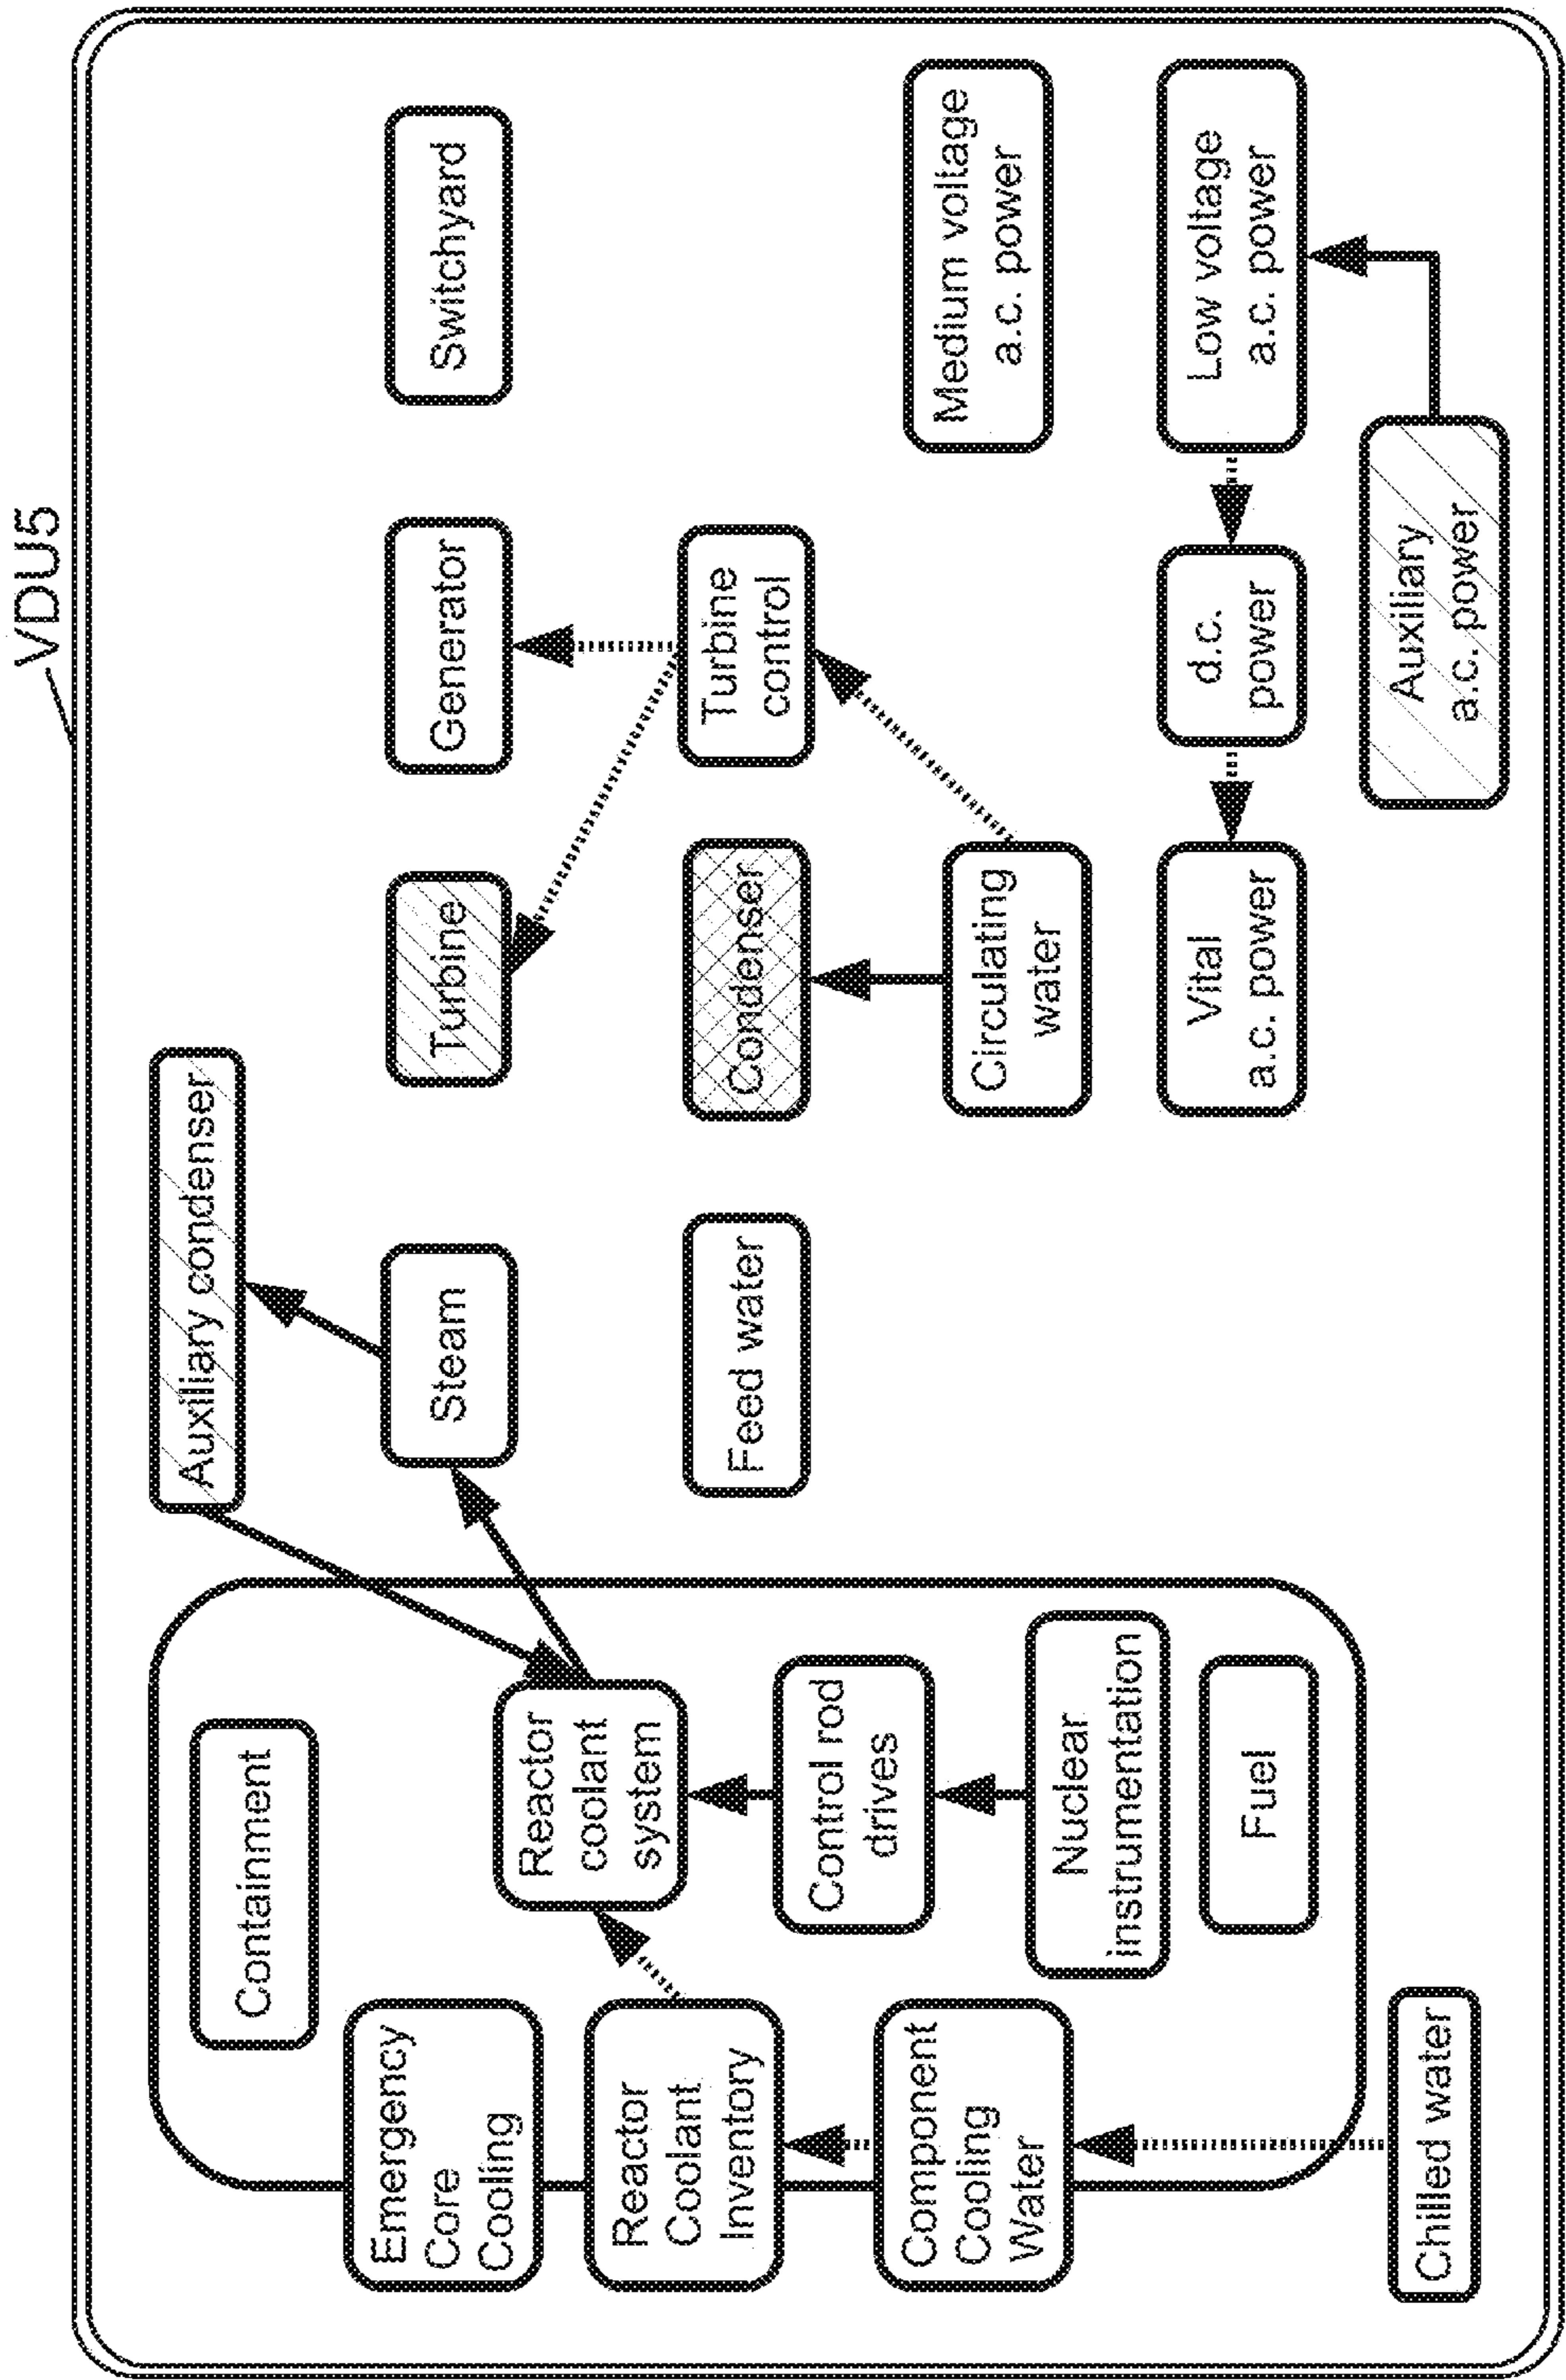 VDU5
Containment
Auxiliary condenser
Emergency
Core
Cooling
Steam
Turbine
Generator
Switchyard
Reactor
coolant
system
Reactor
Coolant
Inventory
Feed water
Condenser
Turbine
control
Control rod
drives
Component
Cooling
Water
Circulating
water
Medium voltage
a.c. power
Nuclear
instrumentation
Fuel
Vital
a.c. power
d.c.
power
Low voltage
a.c. power
Chilled water
Auxiliary
a.c. power